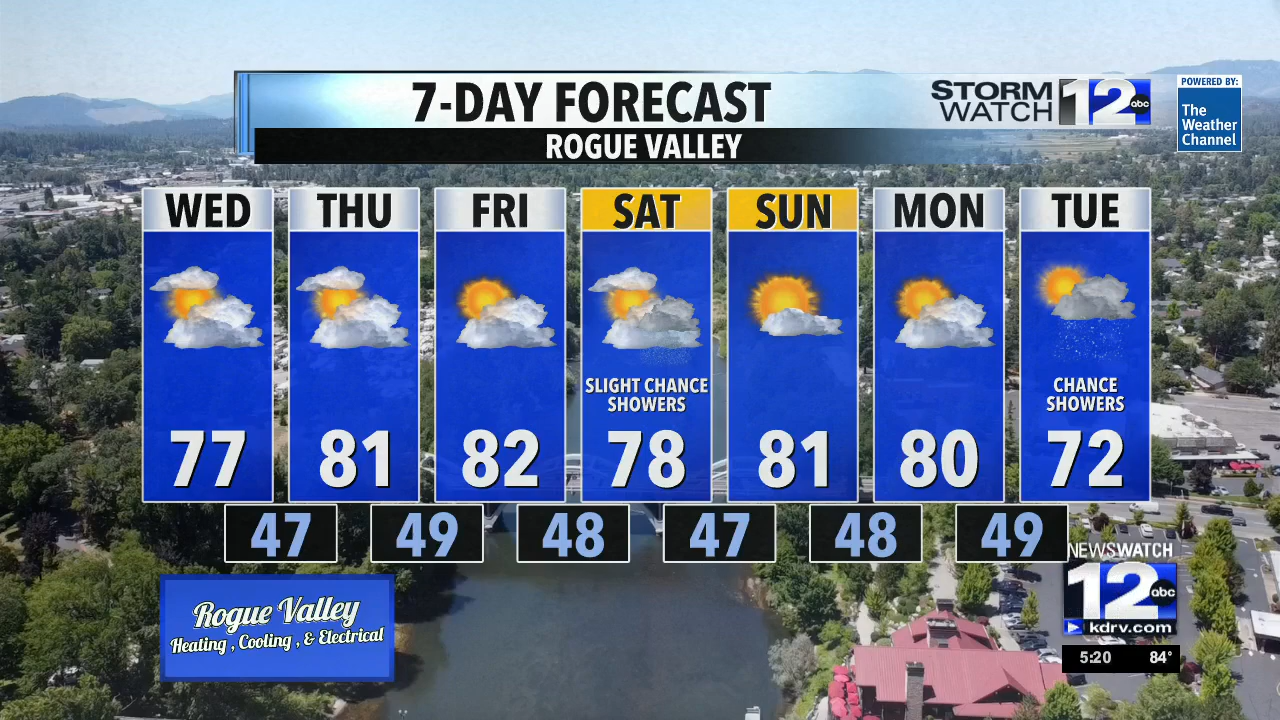 7-DAY FORECAST
ROGUE VALLEY
STORM
WATCH
12 abc
POWERED BY:
The
Weather
Channel
WED THU FRI SAT SUN MON TUE
SLIGHT CHANCE
SHOWERS
CHANCE
SHOWERS
77 81 82 78 81 80 72
47 49 48 47 48 49
Rogue Valley
Heating , Cooling , & Electrical
NEWSWATCH
12 abc
kdrv.com
5:20 84°